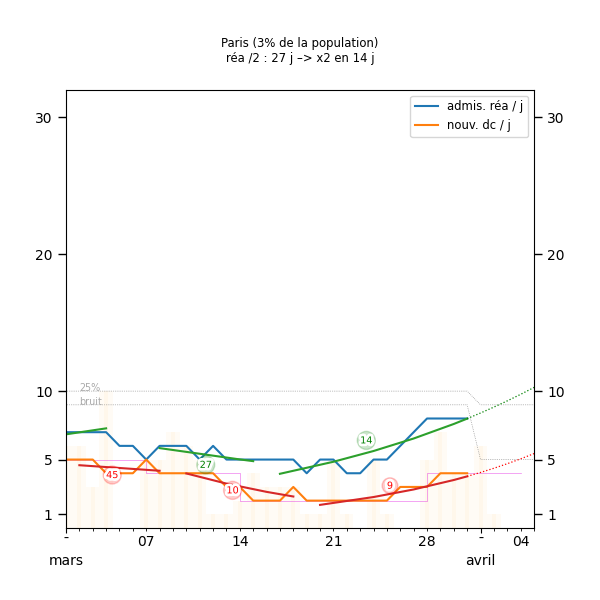 Paris (3% de la population)
réa /2 : 27 j –> x2 en 14 j
admis. réa / j
nouv. dc / j
30
30
20
20
25%
10
10
bruit
14
5
5
27
45
9
10
1
1
- 07 14 21 28 - 04
mars avril